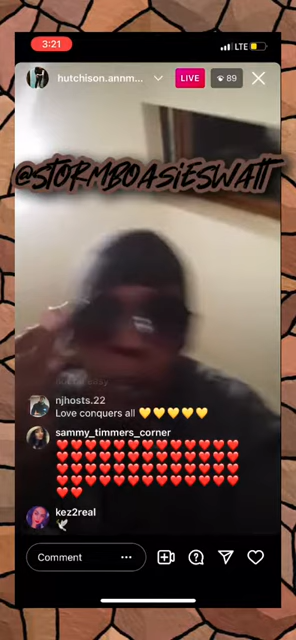 3:21
LTE
hutchison.annm...
LIVE
89
@STORMBOASIESWATT
njhosts.22
Love conquers all 💛💛💛💛💛
sammy_timmers_corner
❤️❤️❤️❤️❤️❤️❤️❤️❤️❤️❤️❤️❤️
❤️❤️❤️❤️❤️❤️❤️❤️❤️❤️❤️❤️❤️
❤️❤️❤️❤️❤️❤️❤️❤️❤️❤️❤️❤️❤️
❤️❤️❤️❤️❤️❤️❤️❤️❤️❤️❤️❤️❤️
❤️❤️
kez2real
🕊️
Comment